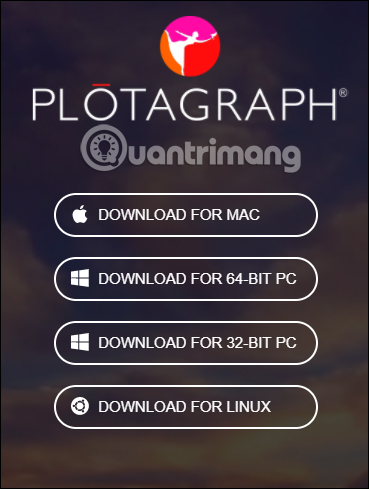 PLŌTAGRAPH®
Quantrimang
DOWNLOAD FOR MAC
DOWNLOAD FOR 64-BIT PC
DOWNLOAD FOR 32-BIT PC
DOWNLOAD FOR LINUX